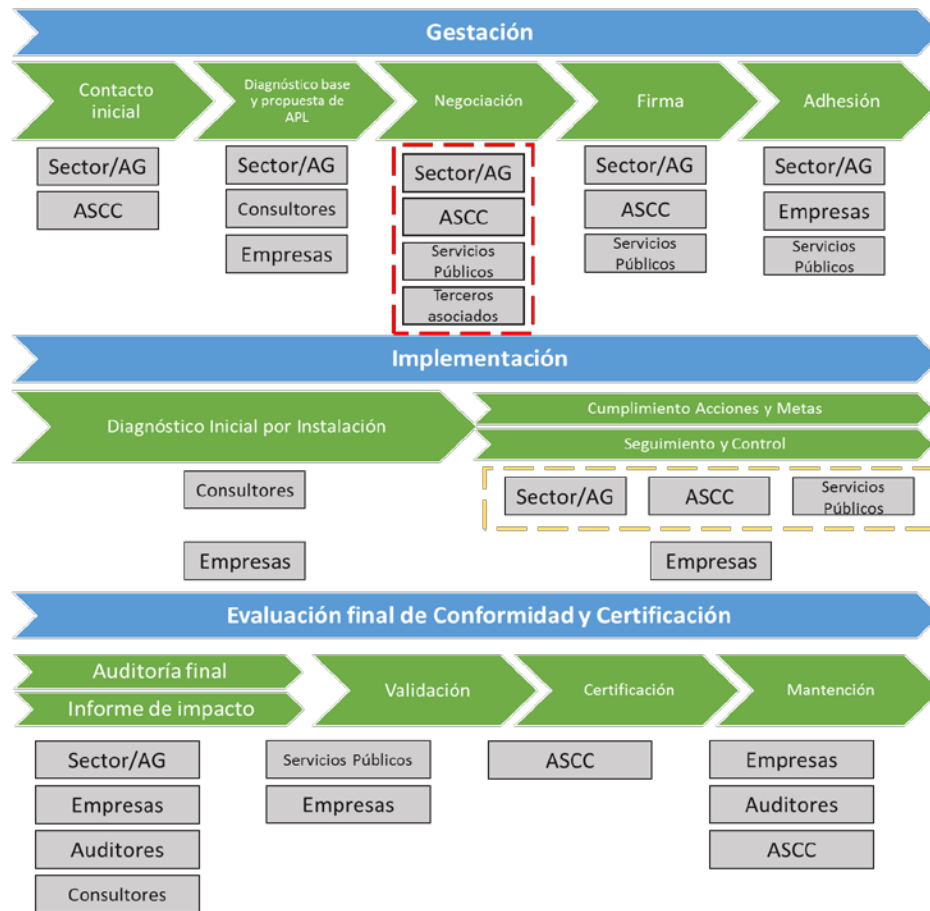 Gestación
Contacto
inicial
Diagnóstico base
y propuesta de
APL
Negociación
Firma
Adhesión
Sector/AG
ASCC
Sector/AG
Consultores
Empresas
Sector/AG
ASCC
Servicios
Públicos
Terceros
asociados
Sector/AG
ASCC
Servicios
Públicos
Sector/AG
Empresas
Servicios
Públicos
Implementación
Diagnóstico Inicial por Instalación
Cumplimiento Acciones y Metas
Seguimiento y Control
Consultores
Empresas
Sector/AG
ASCC
Servicios
Públicos
Empresas
Evaluación final de Conformidad y Certificación
Auditoría final
Informe de impacto
Validación
Certificación
Mantención
Sector/AG
Empresas
Auditores
Consultores
Servicios Públicos
Empresas
ASCC
Empresas
Auditores
ASCC